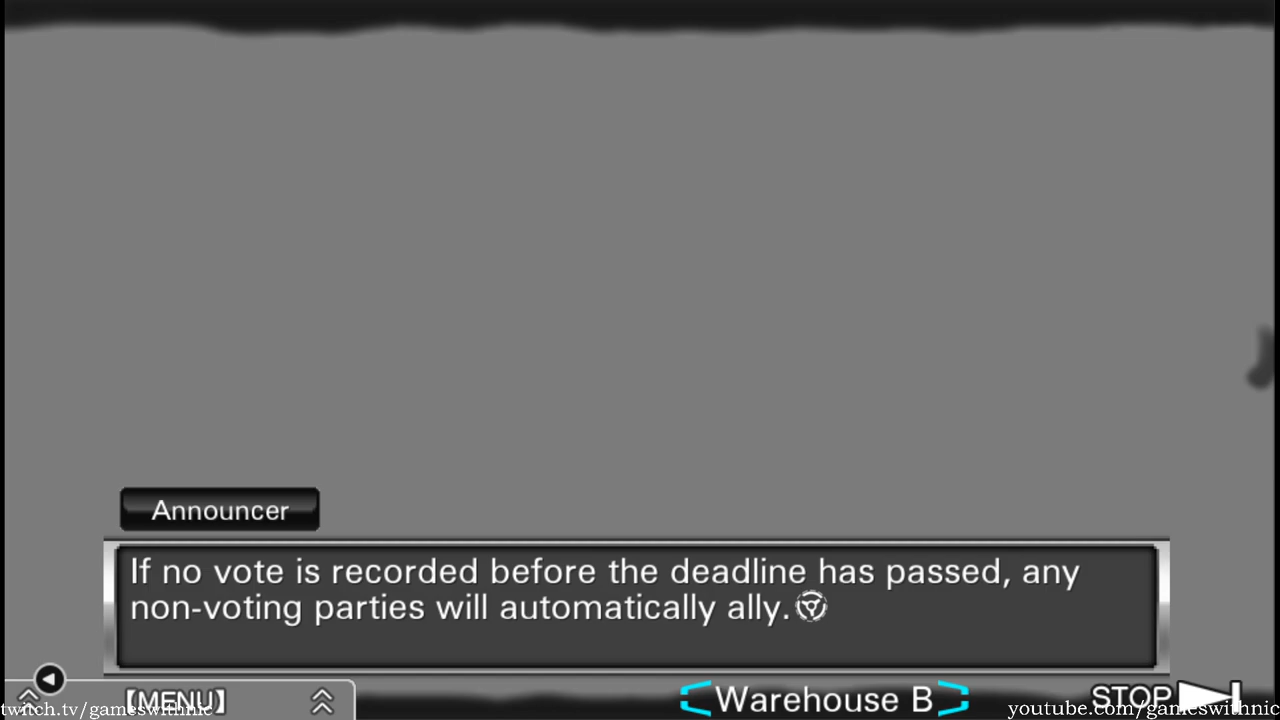 Announcer
If no vote is recorded before the deadline has passed, any
non-voting parties will automatically ally.
【MENU】
Warehouse B
STOP
twitch.tv/gameswithnic
youtube.com/gameswithnic